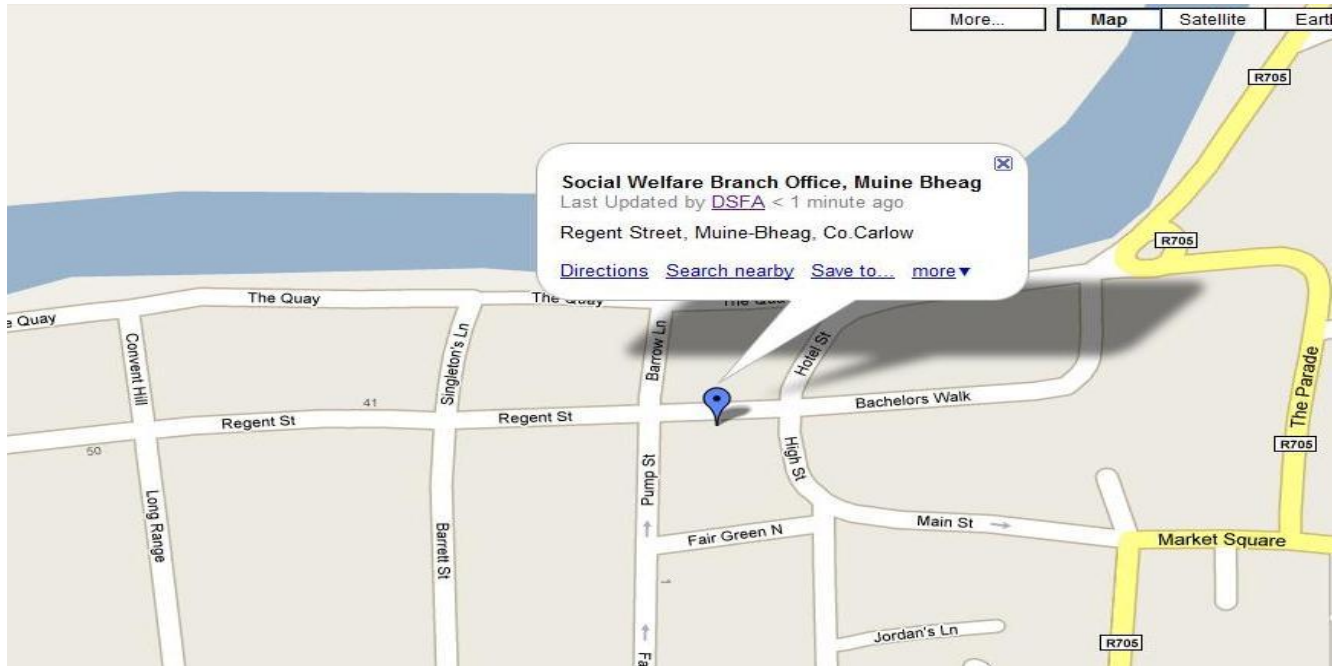 More...
Map
Satellite
R705
Social Welfare Branch Office, Muine Bheag
Last Updated by DSFA < 1 minute ago
Regent Street, Muine-Bheag, Co.Carlow
Directions Search nearby Save to... more▼
R705
The Quay
The Quay
The Quay
Quay
Convent Hill
Singleton's Ln
Barrow Ln
Hotel St
The Parade
41
Regent St
Regent St
Bachelors Walk
R705
50
Long Range
Barrett St
Pump St
High St
Main St →
Fair Green N
Market Square
1
Jordan's Ln
R705